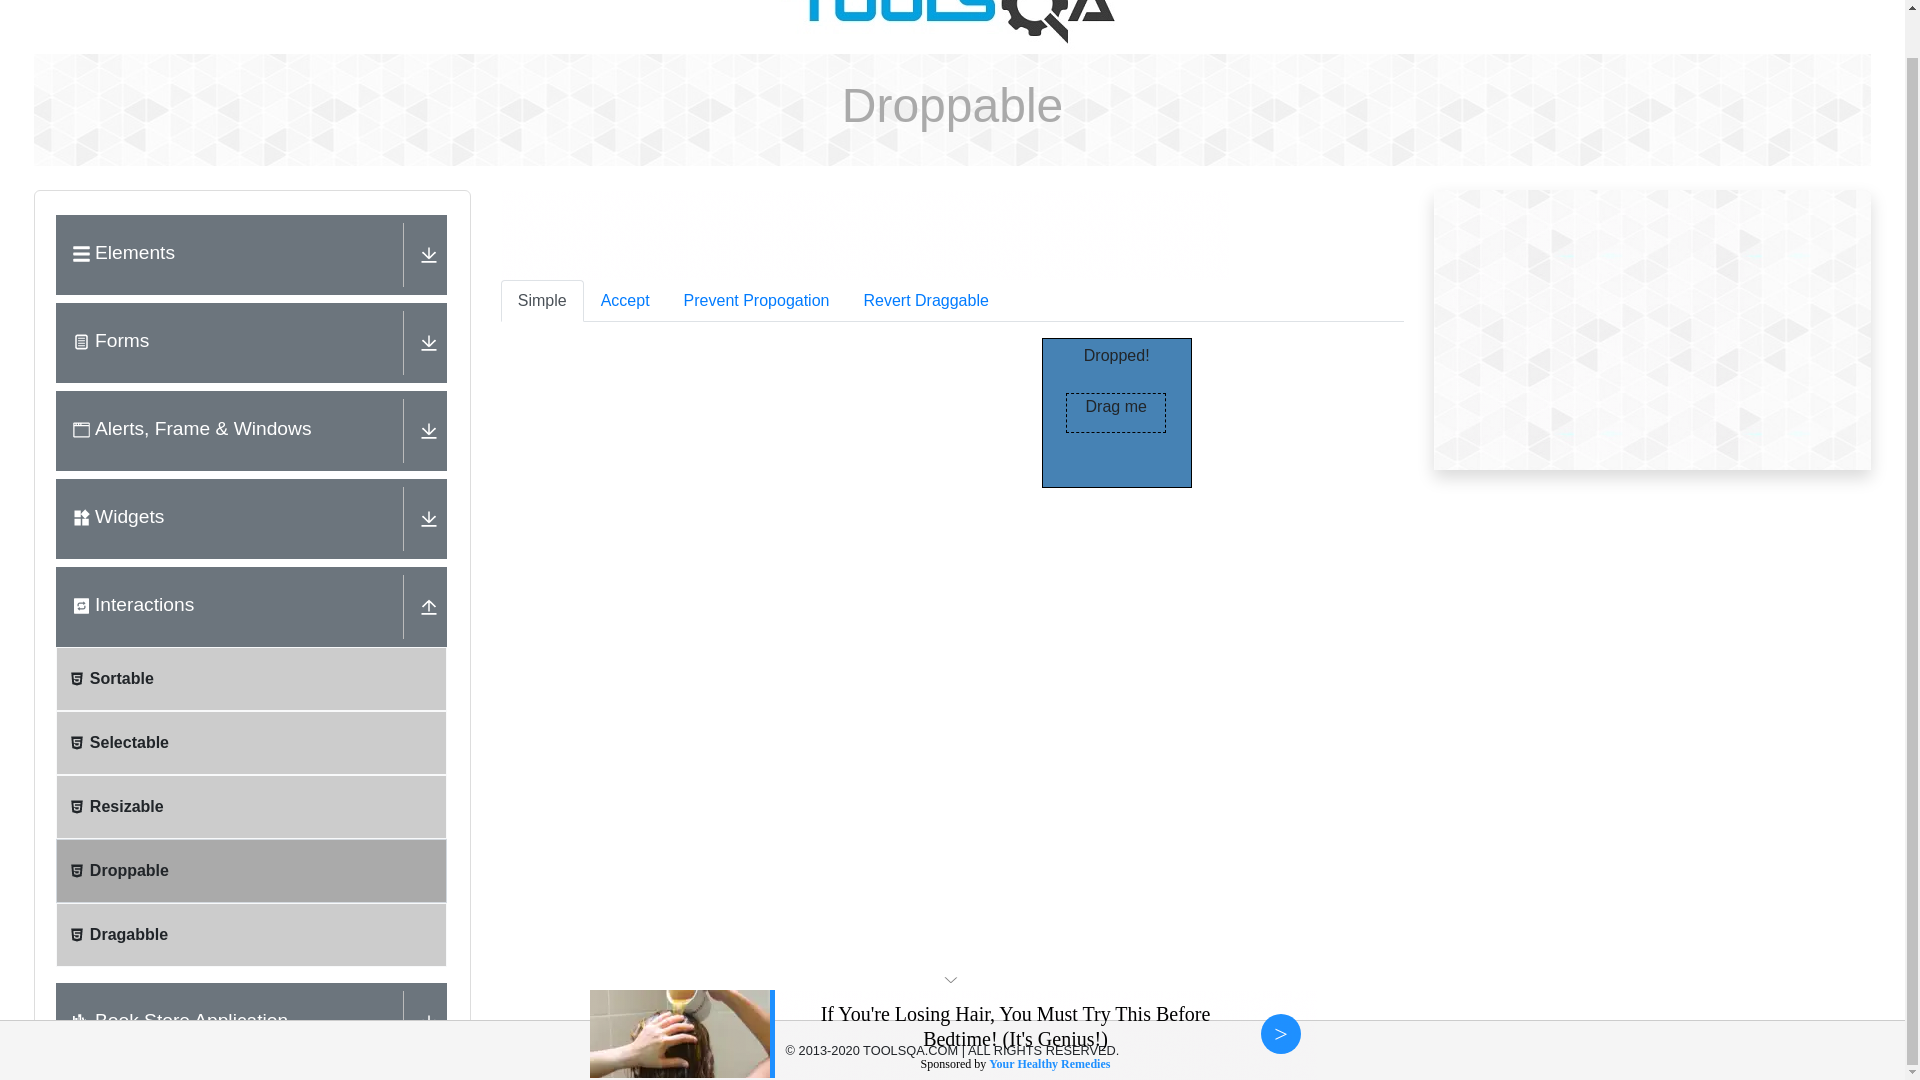 TOOLSQA
Droppable
Elements
Forms
Alerts, Frame & Windows
Widgets
Interactions
Sortable
Selectable
Resizable
Droppable
Dragabble
Book Store Application
Simple
Accept
Prevent Propogation
Revert Draggable
Dropped!
Drag me
If You're Losing Hair, You Must Try This Before
Bedtime! (It's Genius!)
Sponsored by Your Healthy Remedies
>
© 2013-2020 TOOLSQA.COM | ALL RIGHTS RESERVED.